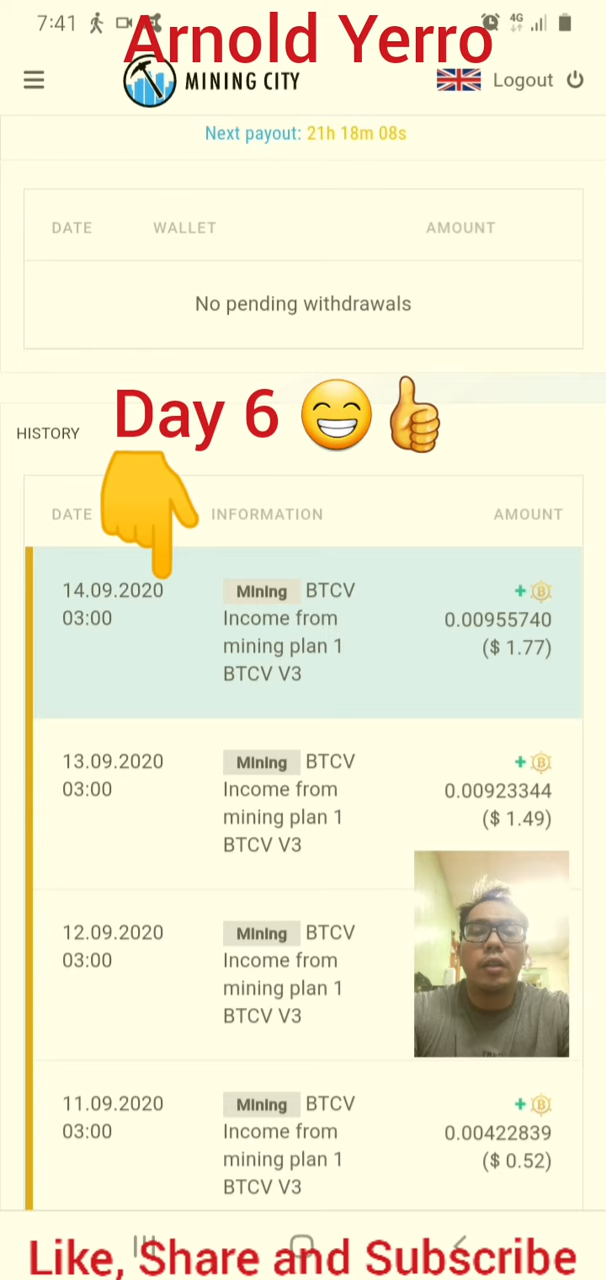 7:41
4G
Arnold Yerro
MINING CITY
Logout
Next payout: 21h 18m 08s
DATE WALLET AMOUNT
No pending withdrawals
Day 6
HISTORY
DATE INFORMATION AMOUNT
14.09.2020 Mining BTCV +
03:00 Income from 0.00955740
mining plan 1 ($ 1.77)
BTCV V3
13.09.2020 Mining BTCV +
03:00 Income from 0.00923344
mining plan 1 ($ 1.49)
BTCV V3
12.09.2020 Mining BTCV
03:00 Income from
mining plan 1
BTCV V3
11.09.2020 Mining BTCV +
03:00 Income from 0.00422839
mining plan 1 ($ 0.52)
BTCV V3
Like, Share and Subscribe